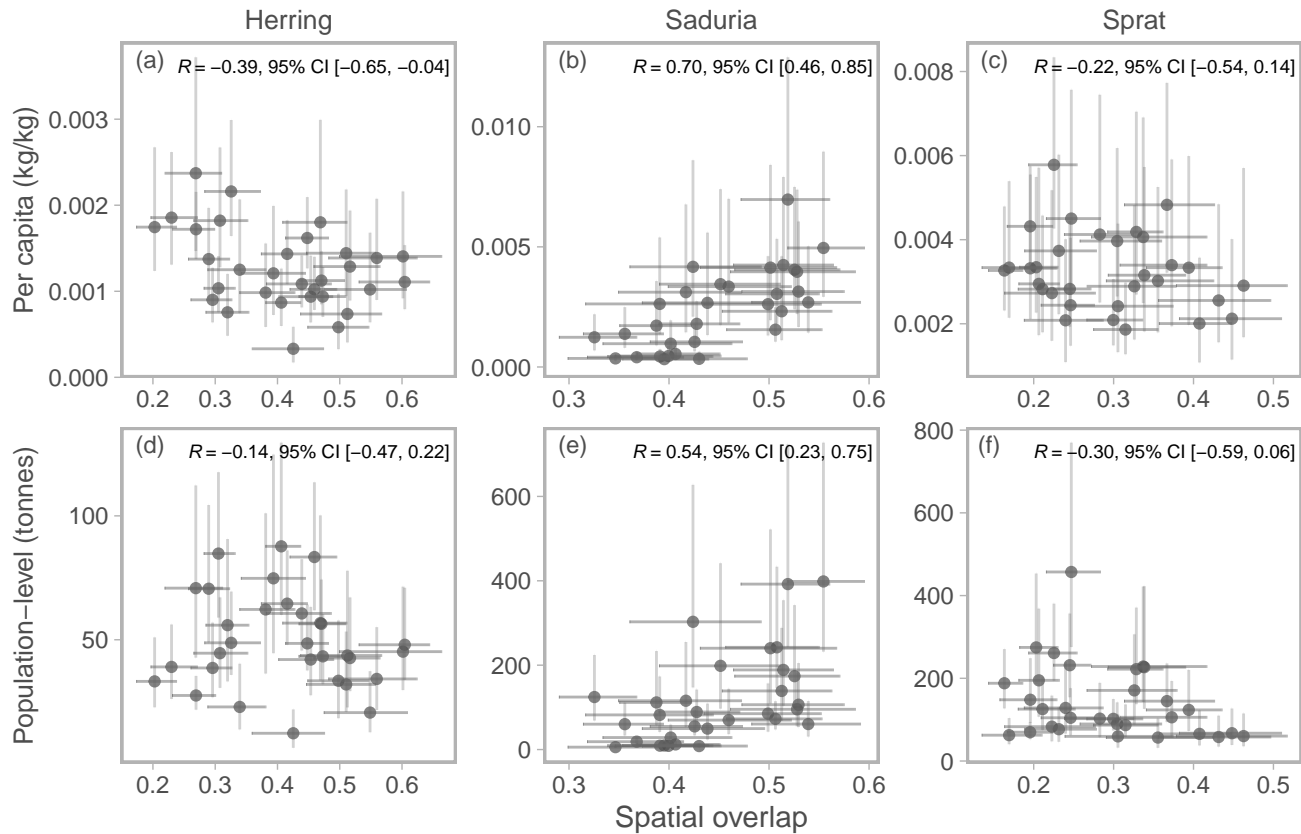 Herring
Saduria
Sprat
Per capita (kg/kg)
(a)
R = −0.39, 95% CI [−0.65, −0.04]
0.003
0.002
0.001
0.000
0.2 0.3 0.4 0.5 0.6
(b)
R = 0.70, 95% CI [0.46, 0.85]
0.010
0.005
0.000
0.3 0.4 0.5 0.6
(c)
R = −0.22, 95% CI [−0.54, 0.14]
0.008
0.006
0.004
0.002
0.2 0.3 0.4 0.5
Population−level (tonnes)
(d)
R = −0.14, 95% CI [−0.47, 0.22]
100
50
0.2 0.3 0.4 0.5 0.6
(e)
R = 0.54, 95% CI [0.23, 0.75]
600
400
200
0
0.3 0.4 0.5 0.6
(f)
R = −0.30, 95% CI [−0.59, 0.06]
800
600
400
200
0
0.2 0.3 0.4 0.5
Spatial overlap